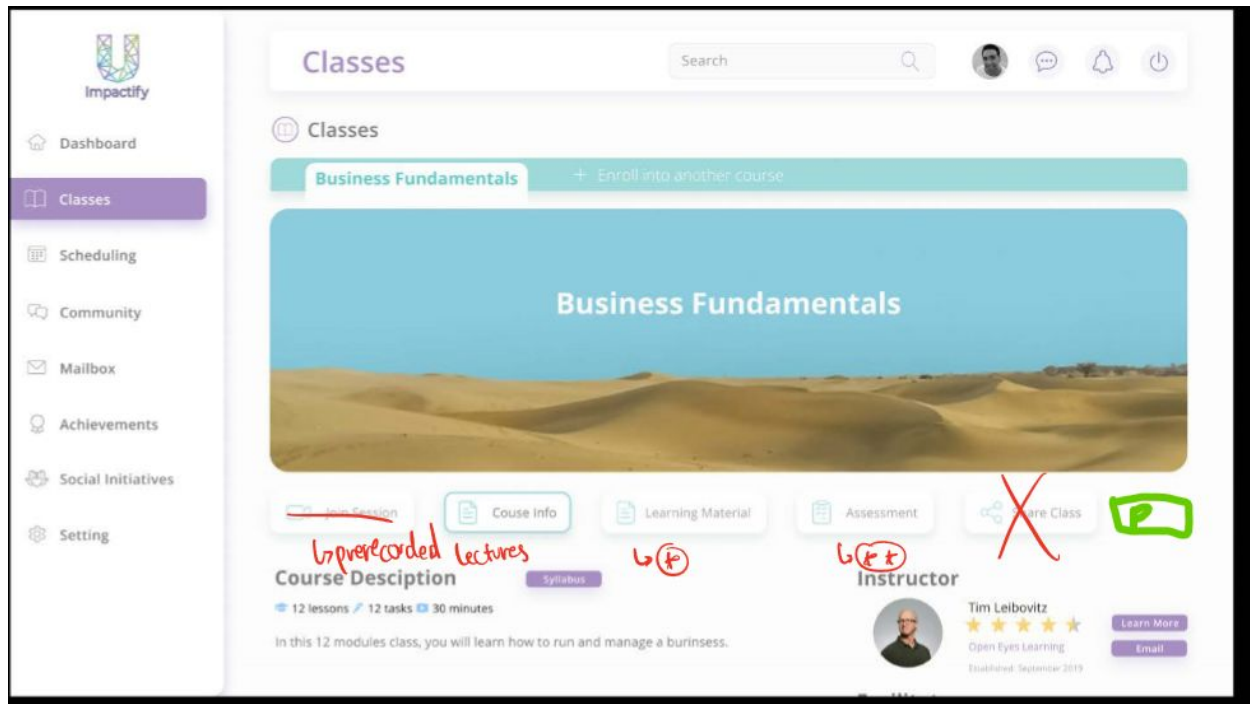 Impactify
Classes
Search
Dashboard
Classes
Scheduling
Community
Mailbox
Achievements
Social Initiatives
Setting
Classes
Business Fundamentals
+ Enroll into another course
Business Fundamentals
Join Session
Couse Info
Learning Material
Assessment
Share Class
P
↳ prerecorded lectures
↳ *
↳ * *
Course Desciption
Syllabus
12 lessons 12 tasks 30 minutes
In this 12 modules class, you will learn how to run and manage a burinsess.
Instructor
Tim Leibovitz
Open Eyes Learning
Established: September 2019
Learn More
Email